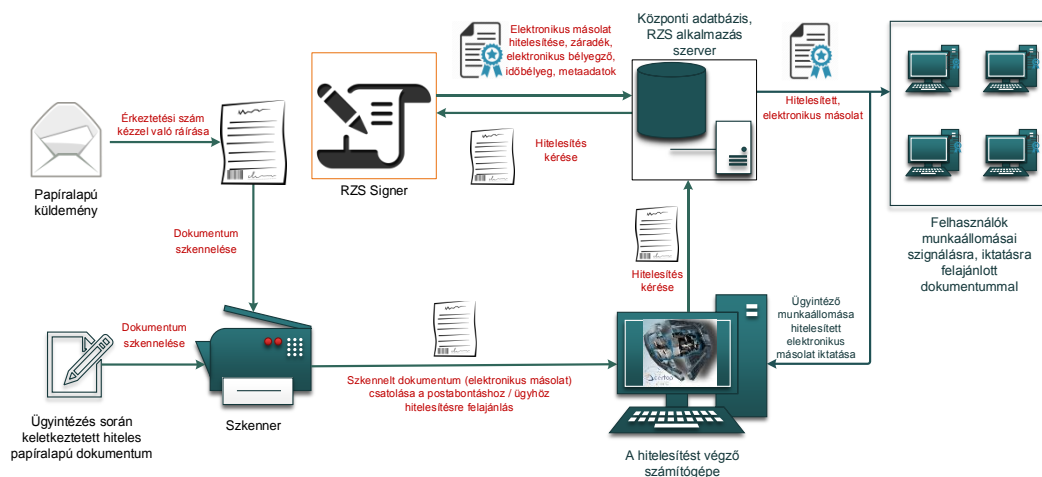 Elektronikus másolat
hitelesítése, záradék,
elektronikus bélyegző,
időbélyeg, metaadatok
Központi adatbázis,
RZS alkalmazás
szerver
Érkeztetési szám
kézzel való ráírása
Hitelesített,
elektronikus másolat
Hitelesítés
kérése
Papíralapú
küldemény
RZS Signer
Dokumentum
szkennelése
Felhasználók
munkaállomásai
szignálásra, iktatásra
felajánlott
dokumentummal
Hitelesítés
kérése
Ügyintéző
munkaállomása
hitelesített
elektronikus
másolat iktatása
Dokumentum
szkennelése
Szkennelt dokumentum (elektronikus másolat)
csatolása a postabontáshoz / ügyhöz
hitelesítésre felajánlás
Ügyintézés során
keletkeztetett hiteles
papíralapú dokumentum
Szkenner
A hitelesítést végző
számítógépe